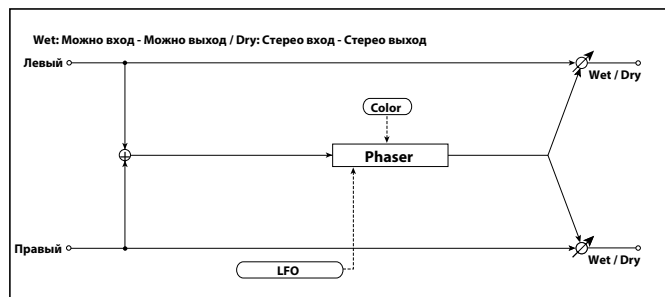 Wet: Можно вход - Можно выход / Dry: Стерео вход - Стерео выход
Левый
Wet / Dry
Color
Phaser
Правый
Wet / Dry
LFO